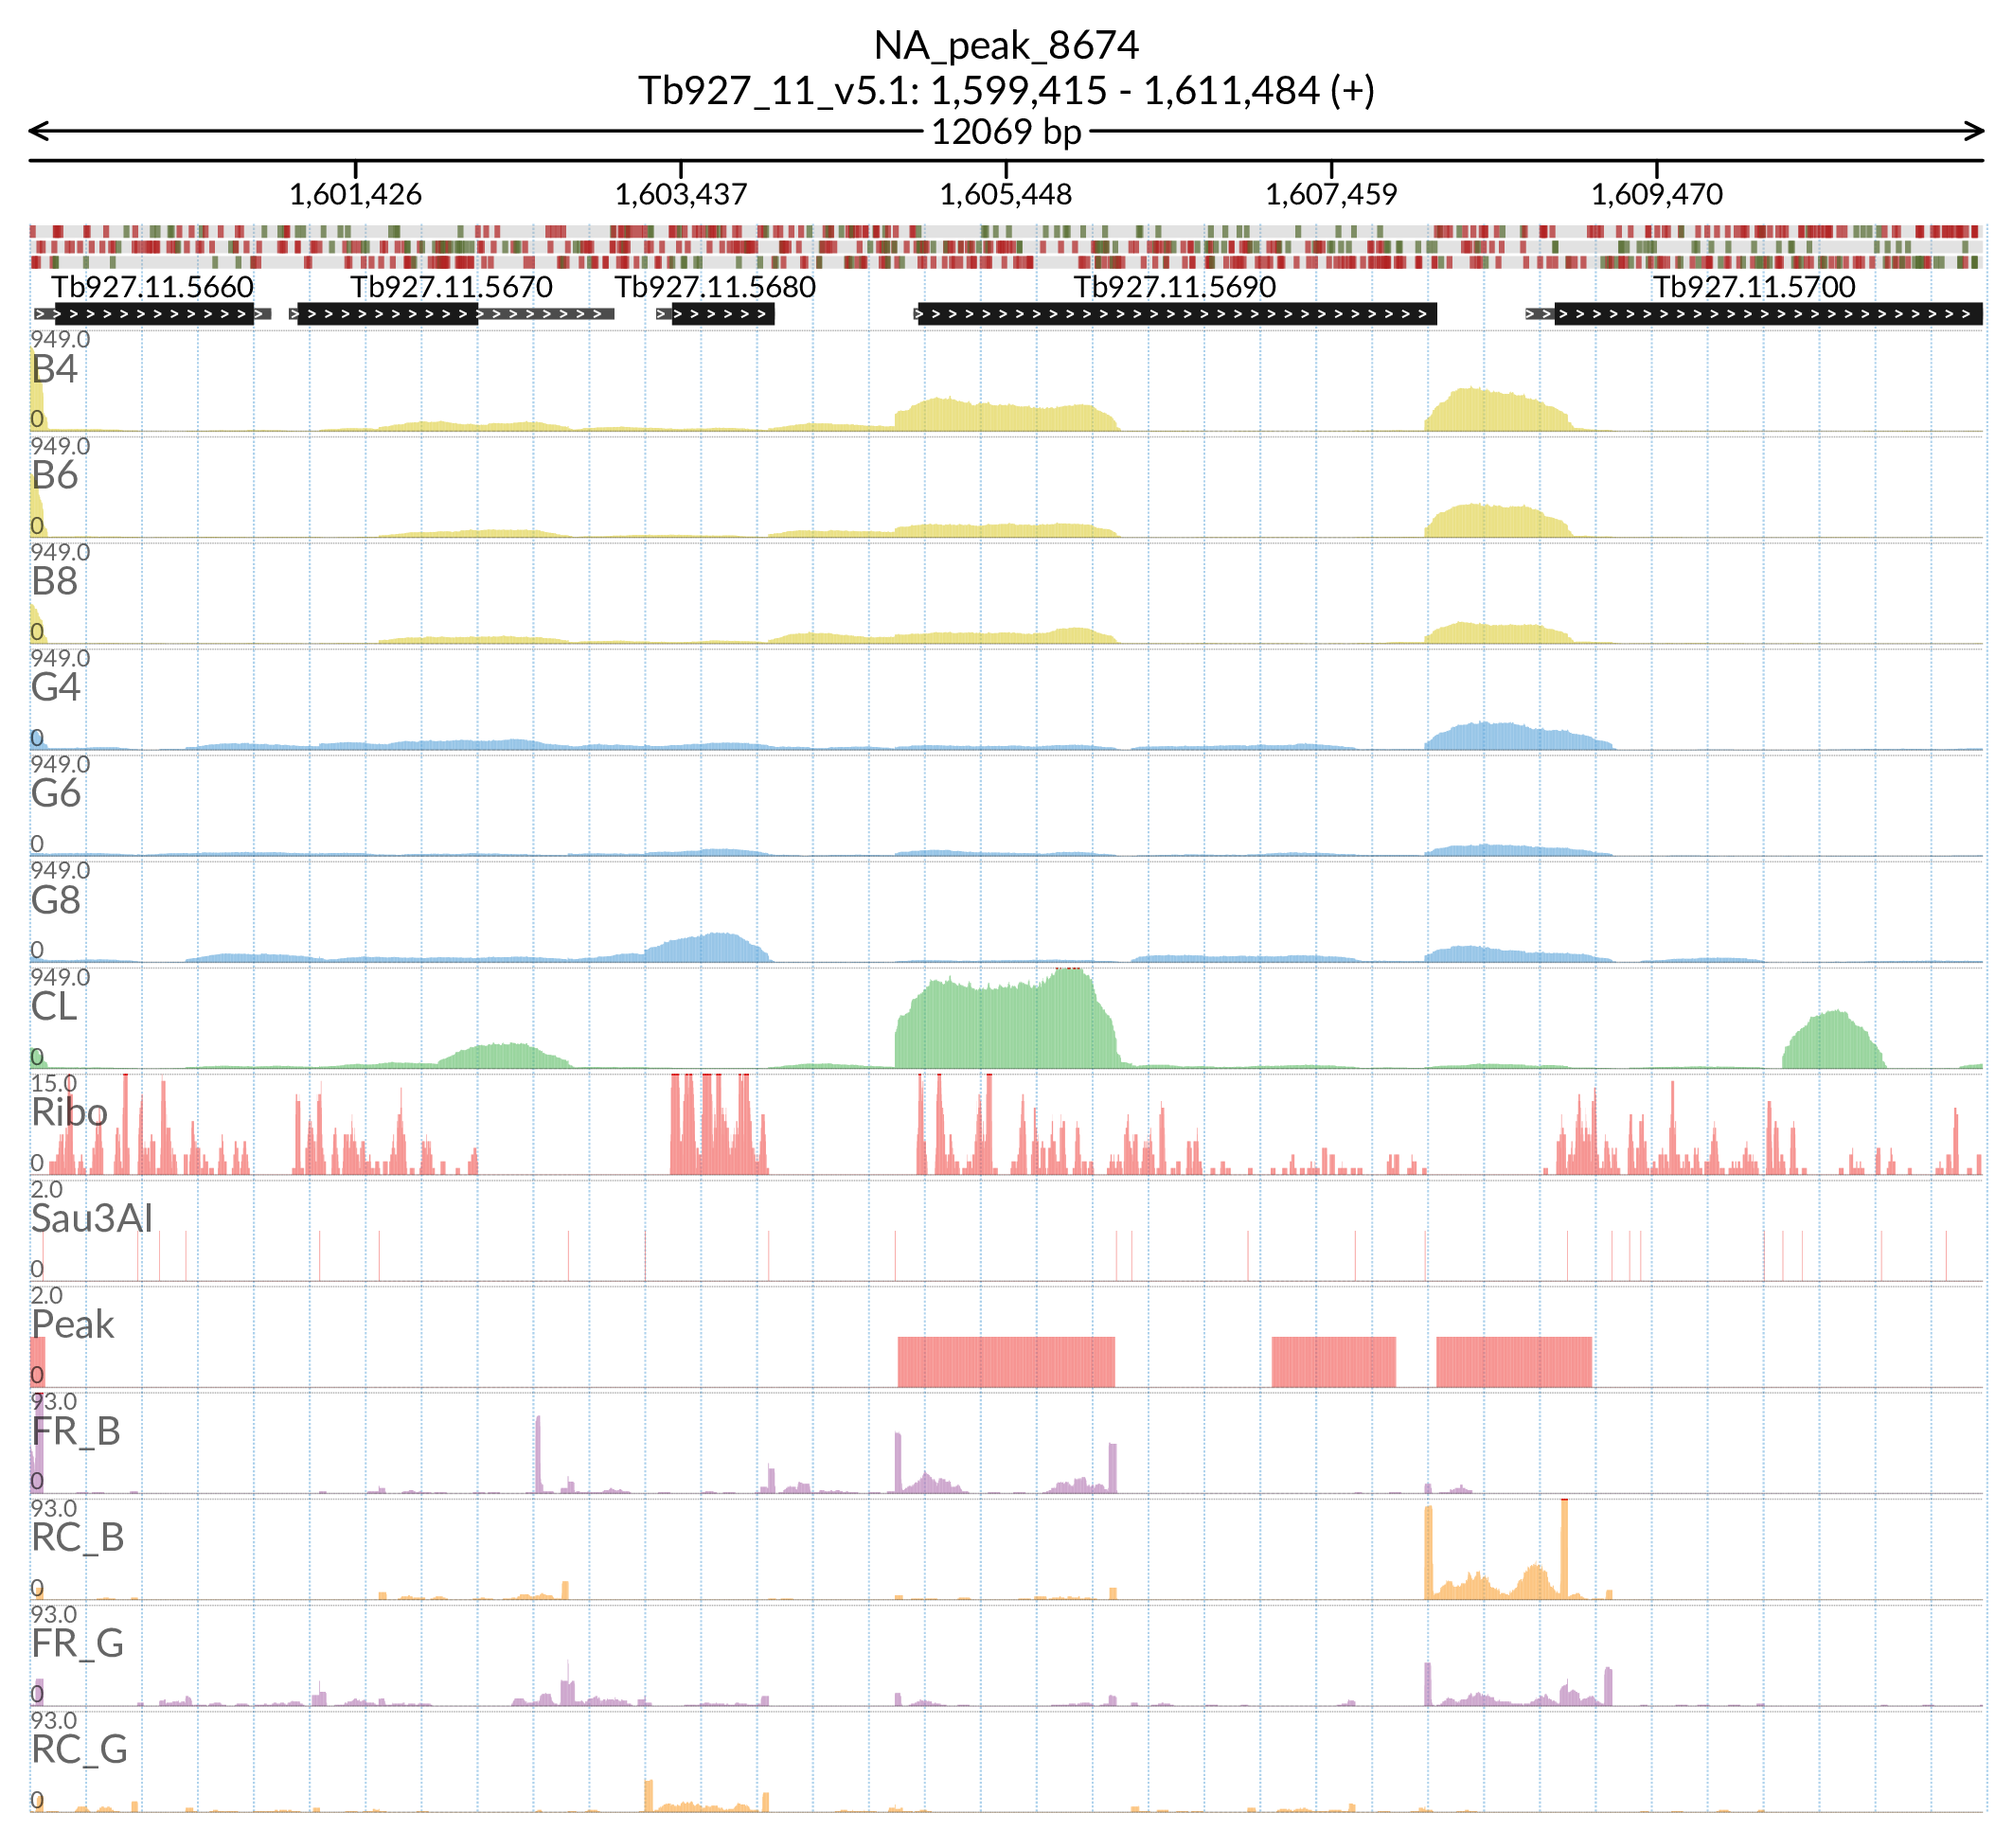 NA_peak_8674
Tb927_11_v5.1: 1,599,415 - 1,611,484 (+)
12069 bp
1,601,426 1,603,437 1,605,448 1,607,459 1,609,470
Tb927.11.5660 Tb927.11.5670 Tb927.11.5680 Tb927.11.5690 Tb927.11.5700
949.0
B4
0
949.0
B6
0
949.0
B8
0
949.0
G4
0
949.0
G6
0
949.0
G8
0
949.0
CL
0
15.0
Ribo
0
2.0
Sau3AI
0
2.0
Peak
0
93.0
FR_B
0
93.0
RC_B
0
93.0
FR_G
0
93.0
RC_G
0